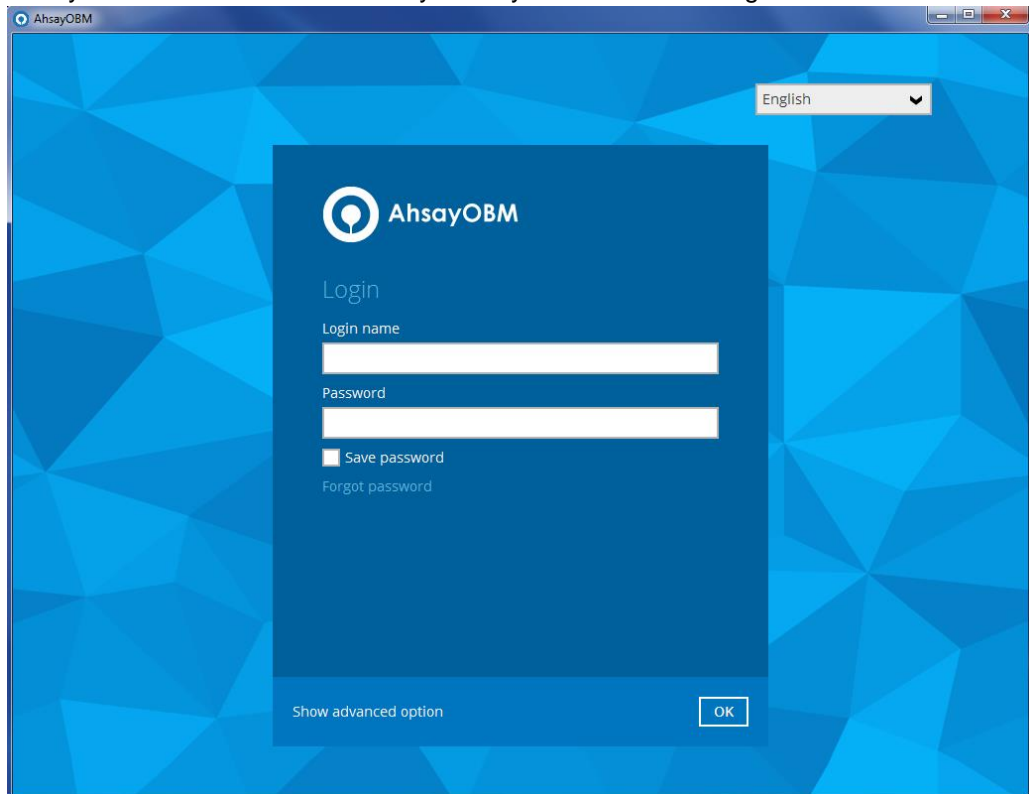 AhsayOBM
English
AhsayOBM
Login
Login name
Password
Save password
Forgot password
Show advanced option
OK